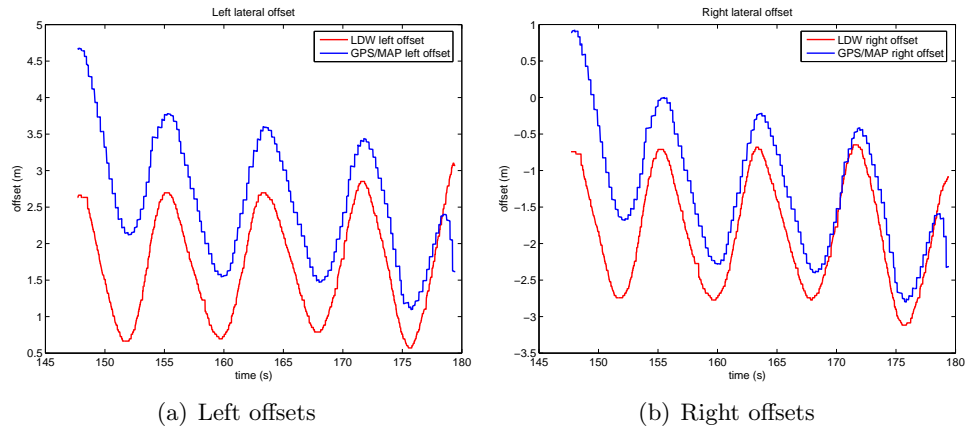 Left lateral offset
5
4.5
4
3.5
3
2.5
2
1.5
1
0.5
offset (m)
LDW left offset
GPS/MAP left offset
145 150 155 160 165 170 175 180
time (s)
(a) Left offsets
Right lateral offset
1
0.5
0
−0.5
−1
−1.5
−2
−2.5
−3
−3.5
offset (m)
LDW right offset
GPS/MAP right offset
145 150 155 160 165 170 175 180
time (s)
(b) Right offsets